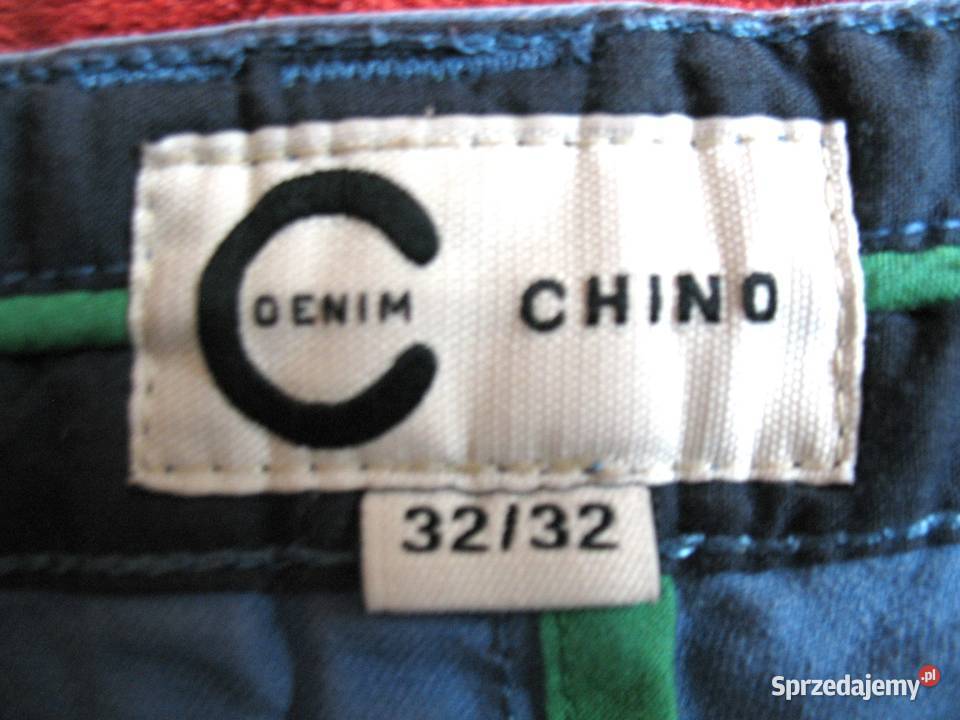 C DENIM CHINO
32/32
Sprzedajemy.pl